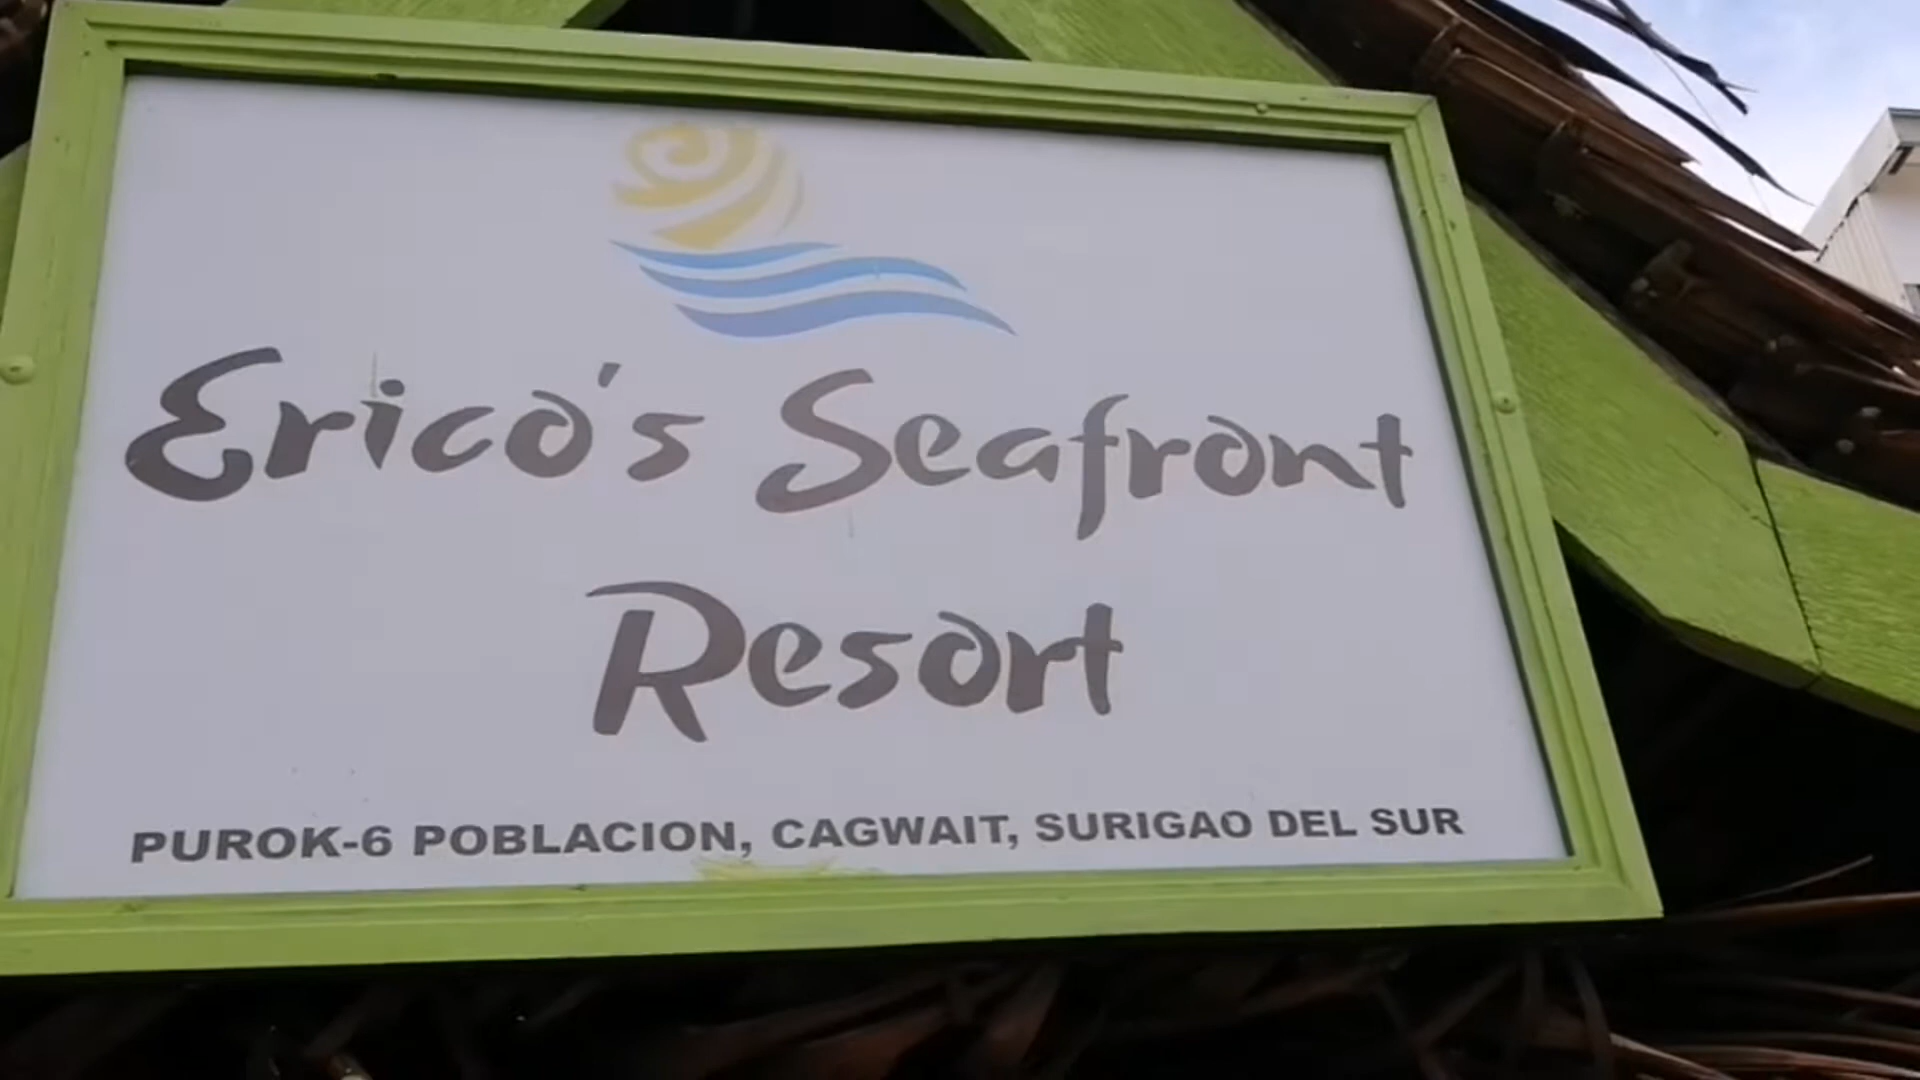 Erico's Seafront
Resort
PUROK-6 POBLACION, CAGWAIT, SURIGAO DEL SUR